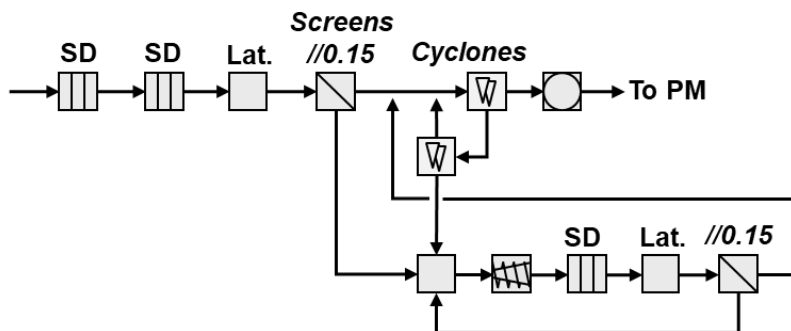 Screens
SD SD Lat. //0.15 Cyclones
To PM
SD Lat. //0.15